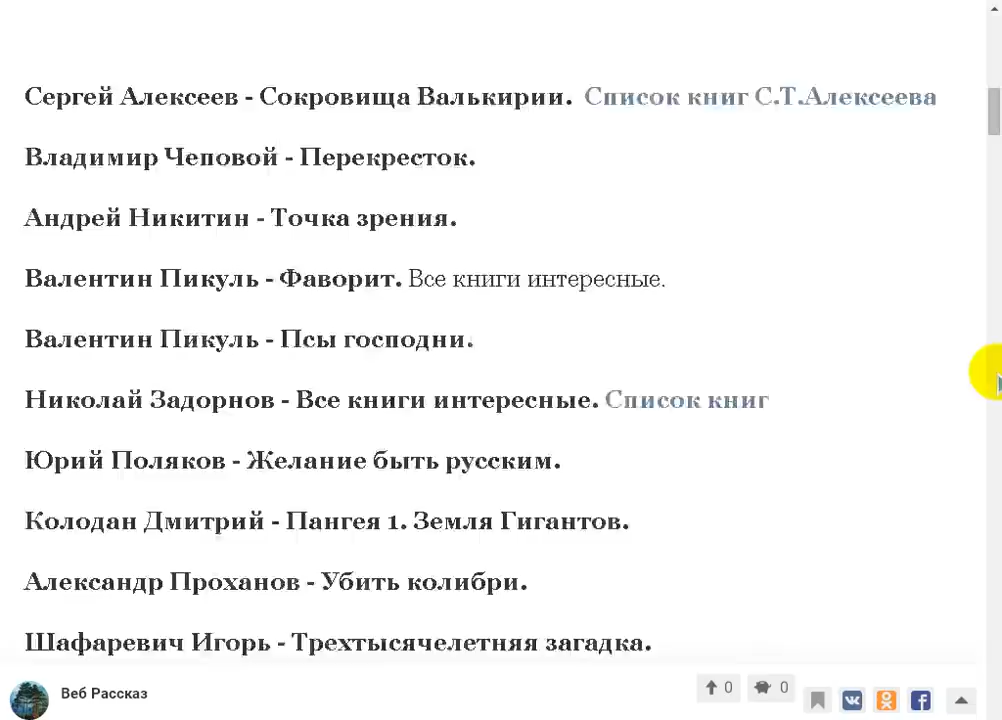 Сергей Алексеев - Сокровища Валькирии. Список книг С.Т.Алексеева
Владимир Чеповой - Перекресток.
Андрей Никитин - Точка зрения.
Валентин Пикуль - Фаворит. Все книги интересные.
Валентин Пикуль - Псы господни.
Николай Задорнов - Все книги интересные. Список книг
Юрий Поляков - Желание быть русским.
Колодан Дмитрий - Пангея 1. Земля Гигантов.
Александр Проханов - Убить колибри.
Шафаревич Игорь - Трехтысячелетняя загадка.
Веб Рассказ 0 0